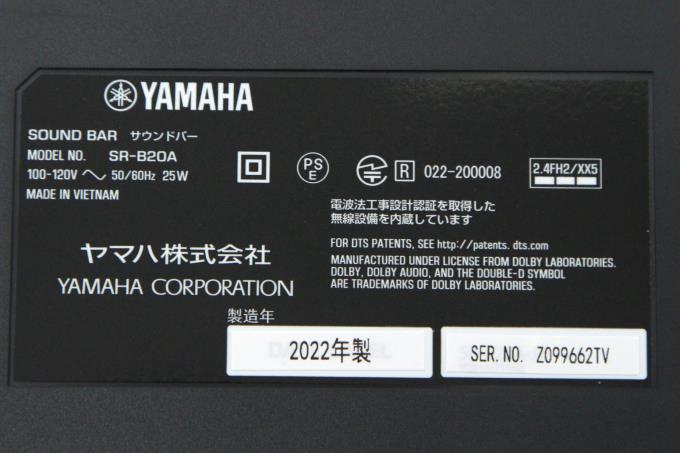 YAMAHA
SOUND BAR サウンドバー
MODEL NO. SR-B20A
100-120V 50/60Hz 25W
MADE IN VIETNAM
PS
E
R 022-200008
2.4FH2/XX5
電波法工事設計認証を取得した
無線設備を内蔵しています
ヤマハ株式会社
YAMAHA CORPORATION
FOR DTS PATENTS, SEE http://patents. dts.com
MANUFACTURED UNDER LICENSE FROM DOLBY LABORATORIES.
DOLBY, DOLBY AUDIO, AND THE DOUBLE-D SYMBOL
ARE TRADEMARKS OF DOLBY LABORATORIES.
製造年
2022年製
SER. NO. Z099662TV